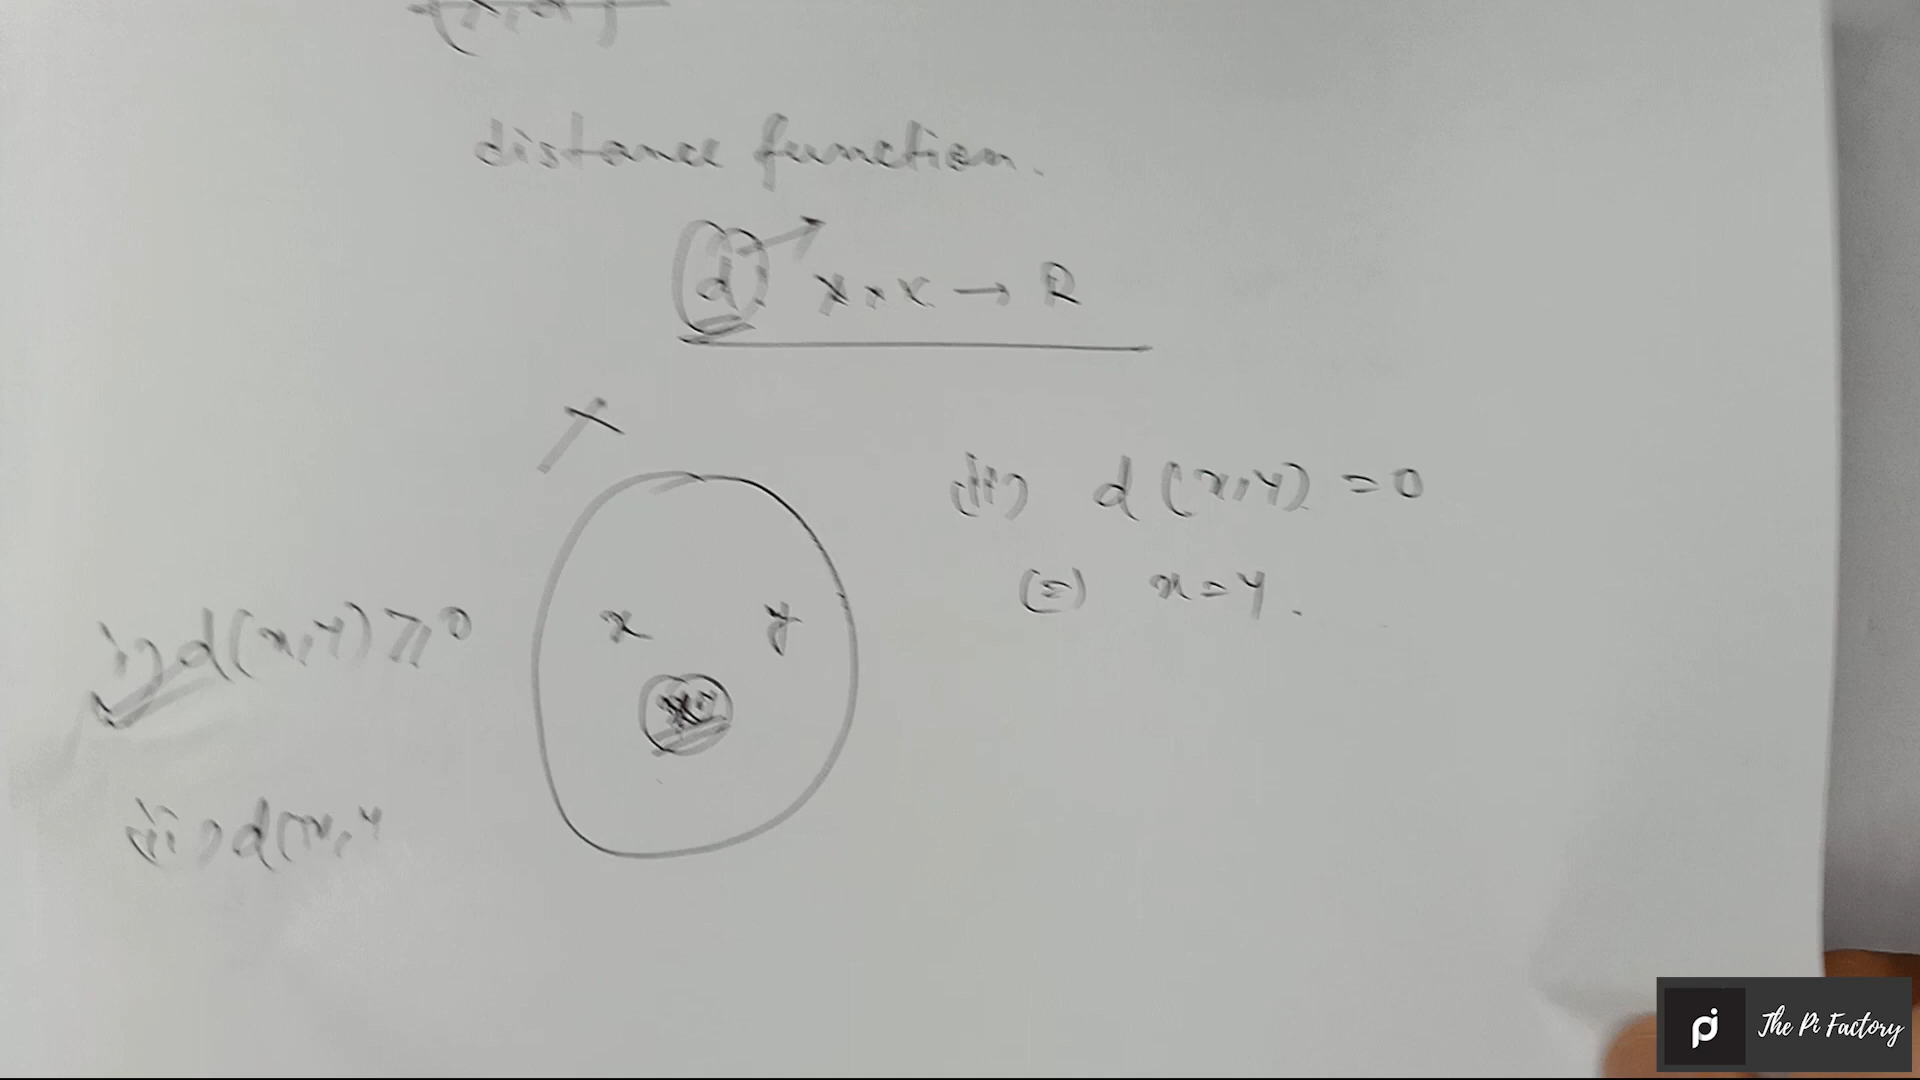 distance function.
d: X × X → R
x y
i) d(x,y) ≥ 0
ii) d(x,y
ii) d(x,y) = 0
(=) x = y.
The Pi Factory